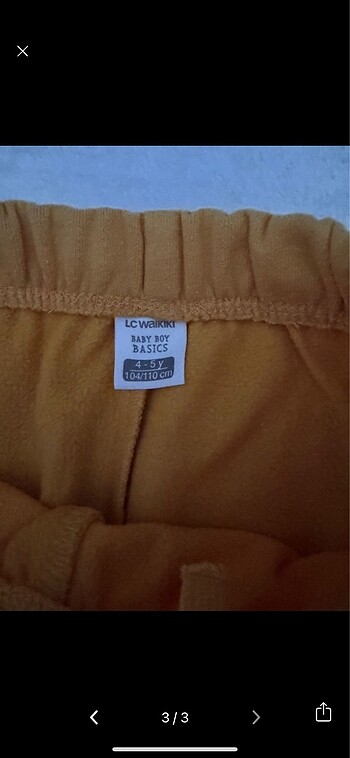 LC WAIKIKI
BABY BOY
BASICS
4 - 5 y
104/110 cm
3/3